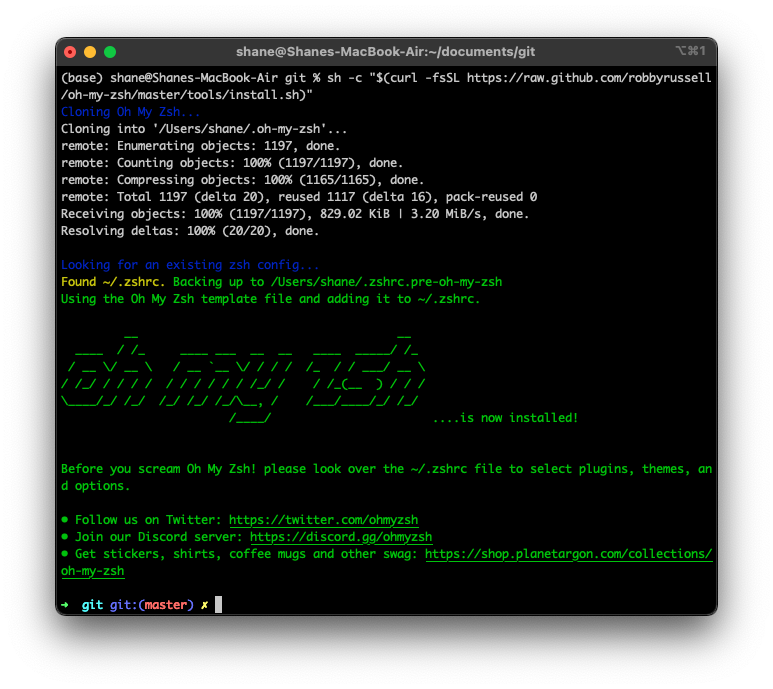 shane@Shanes-MacBook-Air:~/documents/git
⌥⌘1
(base) shane@Shanes-MacBook-Air git % sh -c "$(curl -fsSL https://raw.github.com/robbyrussell
/oh-my-zsh/master/tools/install.sh)"
Cloning Oh My Zsh...
Cloning into '/Users/shane/.oh-my-zsh'...
remote: Enumerating objects: 1197, done.
remote: Counting objects: 100% (1197/1197), done.
remote: Compressing objects: 100% (1165/1165), done.
remote: Total 1197 (delta 20), reused 1117 (delta 16), pack-reused 0
Receiving objects: 100% (1197/1197), 829.02 KiB | 3.20 MiB/s, done.
Resolving deltas: 100% (20/20), done.
Looking for an existing zsh config...
Found ~/.zshrc. Backing up to /Users/shane/.zshrc.pre-oh-my-zsh
Using the Oh My Zsh template file and adding it to ~/.zshrc.
oh my zsh
....is now installed!
Before you scream Oh My Zsh! please look over the ~/.zshrc file to select plugins, themes, an
d options.
• Follow us on Twitter: https://twitter.com/ohmyzsh
• Join our Discord server: https://discord.gg/ohmyzsh
• Get stickers, shirts, coffee mugs and other swag: https://shop.planetargon.com/collections/
oh-my-zsh
➜ git git:(master) ✗